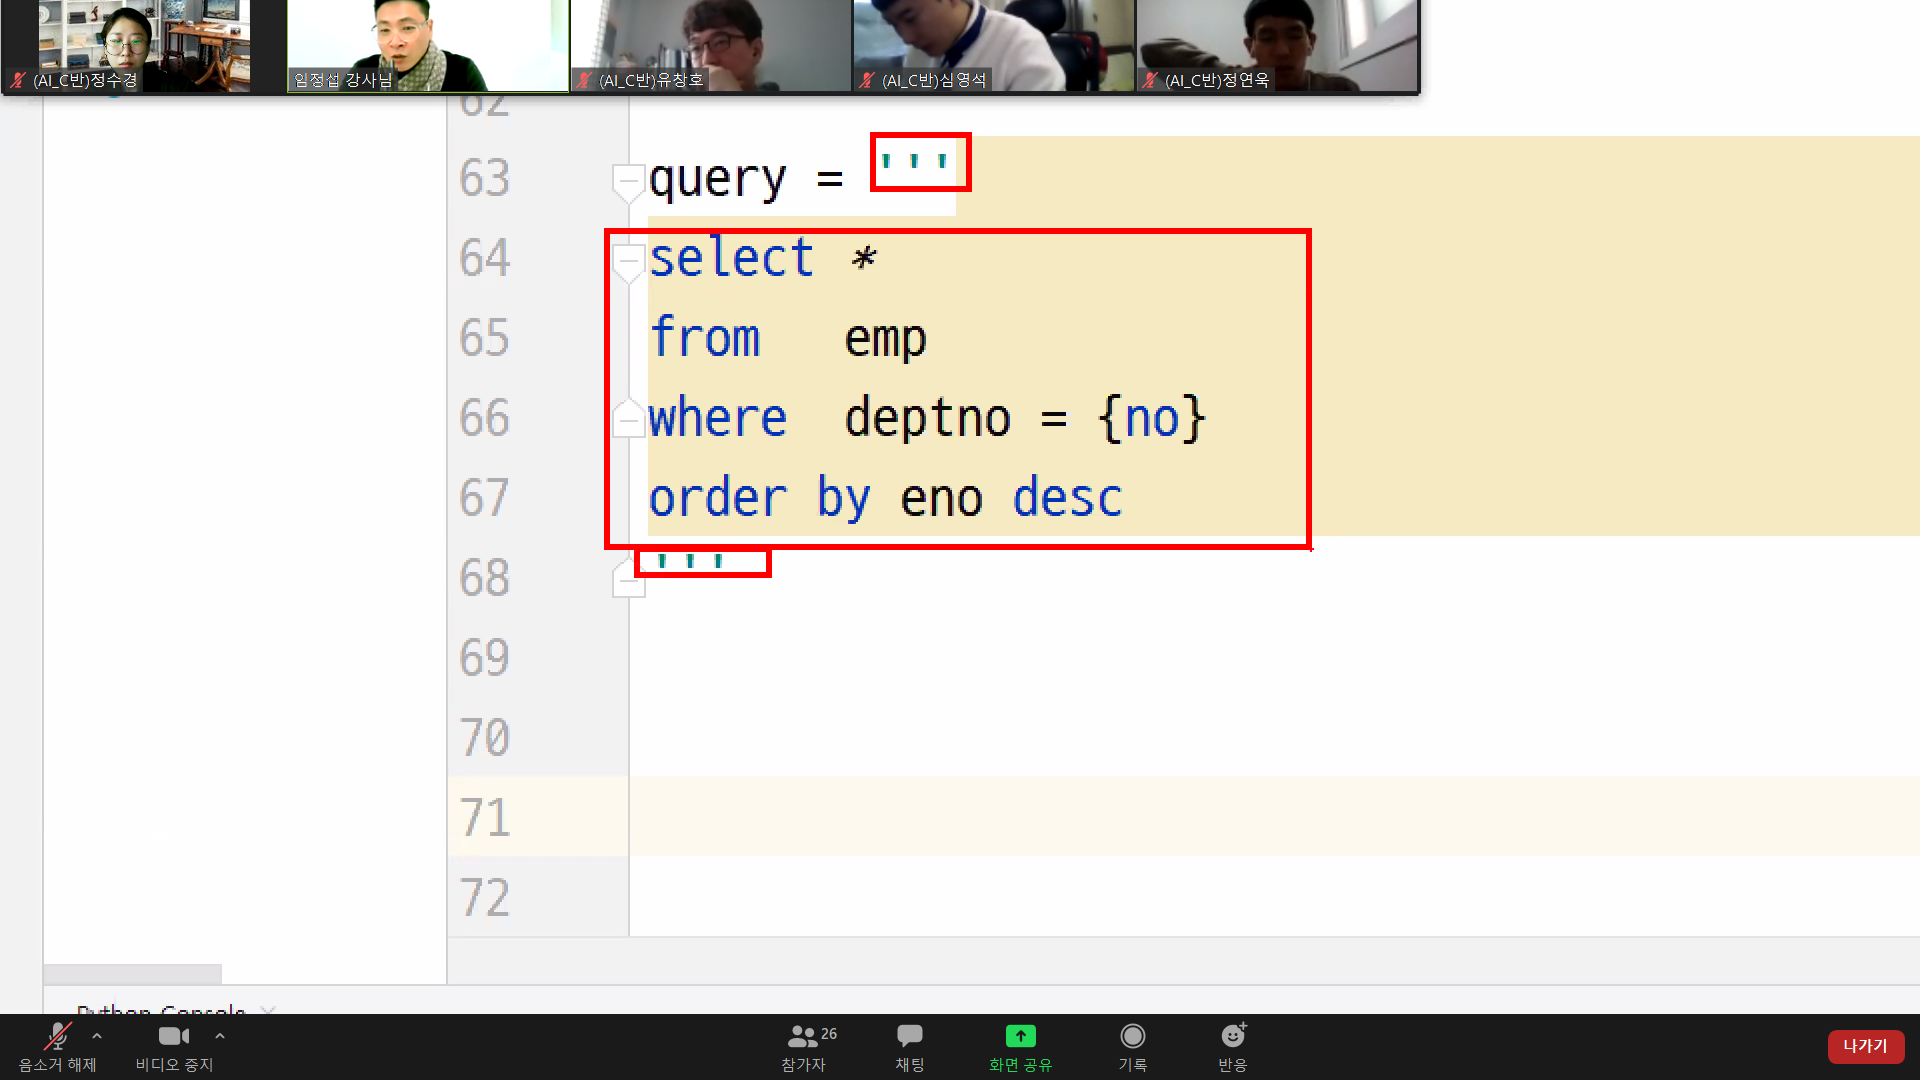 (AI_C반)정수경
임정섭 강사님
(AI_C반)유창호
(AI_C반)심영석
(AI_C반)정연욱
62
63 query = '''
64 select *
65 from   emp
66 where  deptno = {no}
67 order by eno desc
68 '''
69
70
71
72
Python Console
26
음소거 해제
비디오 중지
참가자
채팅
화면 공유
기록
반응
나가기